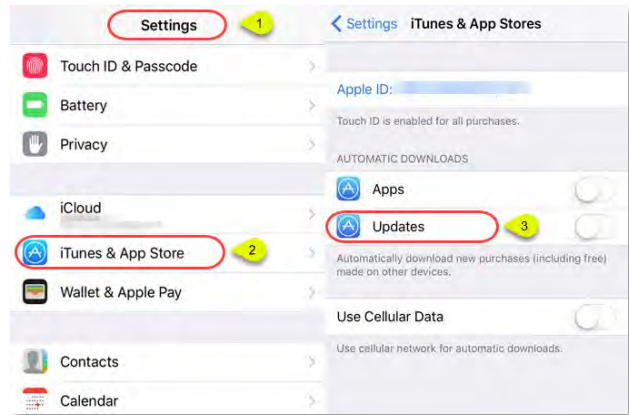 Settings
1
Touch ID & Passcode
Battery
Privacy
iCloud
iTunes & App Store
2
Wallet & Apple Pay
Contacts
Calendar
Settings iTunes & App Stores
Apple ID:
Touch ID is enabled for all purchases.
AUTOMATIC DOWNLOADS
Apps
Updates
3
Automatically download new purchases (including free)
made on other devices.
Use Cellular Data
Use cellular network for automatic downloads.